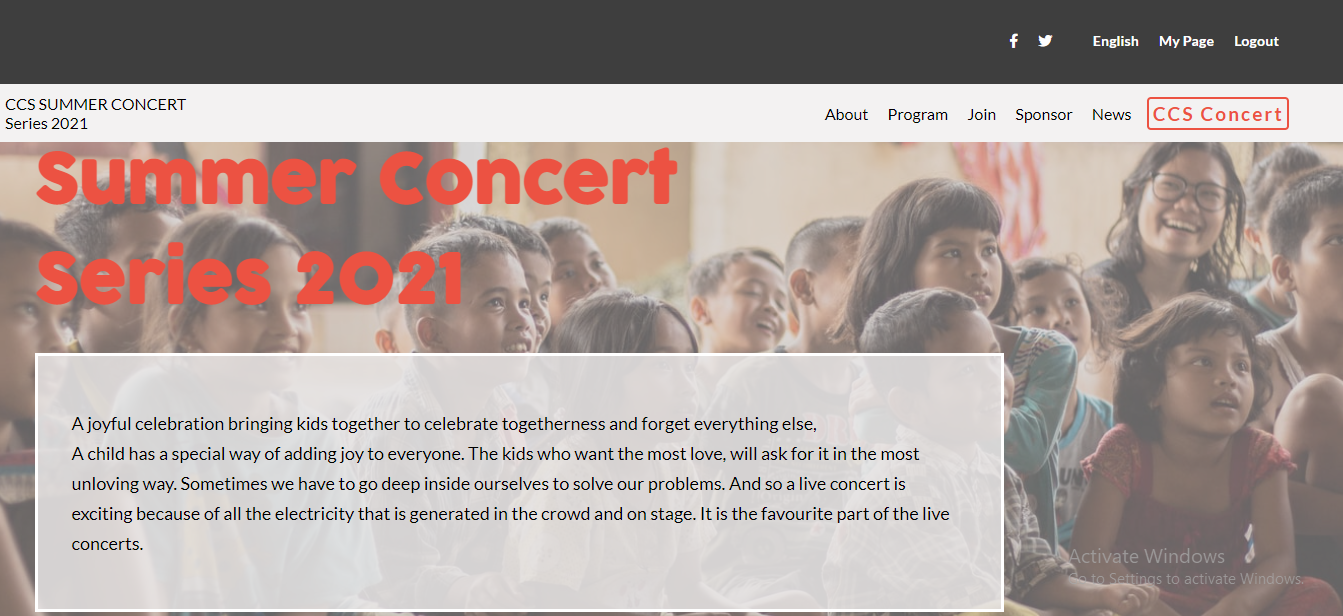 English My Page Logout
CCS SUMMER CONCERT
Series 2021
About Program Join Sponsor News CCS Concert
Summer Concert
Series 2021
A joyful celebration bringing kids together to celebrate togetherness and forget everything else,
A child has a special way of adding joy to everyone. The kids who want the most love, will ask for it in the most
unloving way. Sometimes we have to go deep inside ourselves to solve our problems. And so a live concert is
exciting because of all the electricity that is generated in the crowd and on stage. It is the favourite part of the live
concerts.
Activate Windows
Go to Settings to activate Windows.